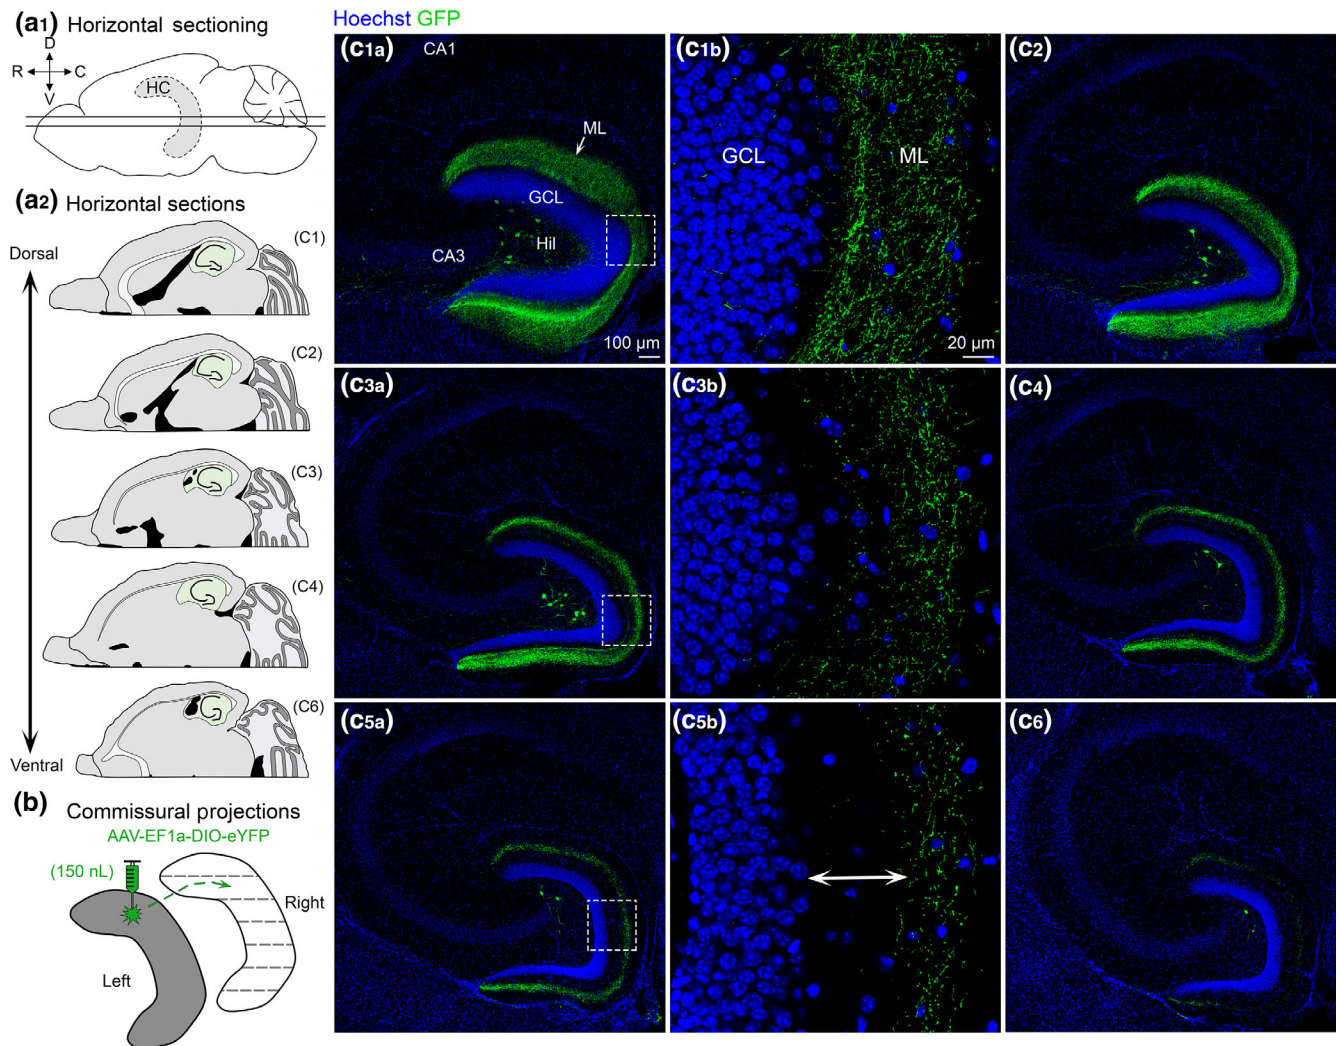 (a1) Horizontal sectioning
D
R C
V
HC
(a2) Horizontal sections
Dorsal
(C1)
(C2)
(C3)
(C4)
(C6)
Ventral
(b) Commissural projections
AAV-EF1a-DIO-eYFP
(150 nL)
Right
Left
Hoechst GFP
(C1a)
CA1
ML
GCL
Hil
CA3
100 µm
(C1b)
GCL
ML
20 µm
(C2)
(C3a)
(C3b)
(C4)
(C5a)
(C5b)
(C6)